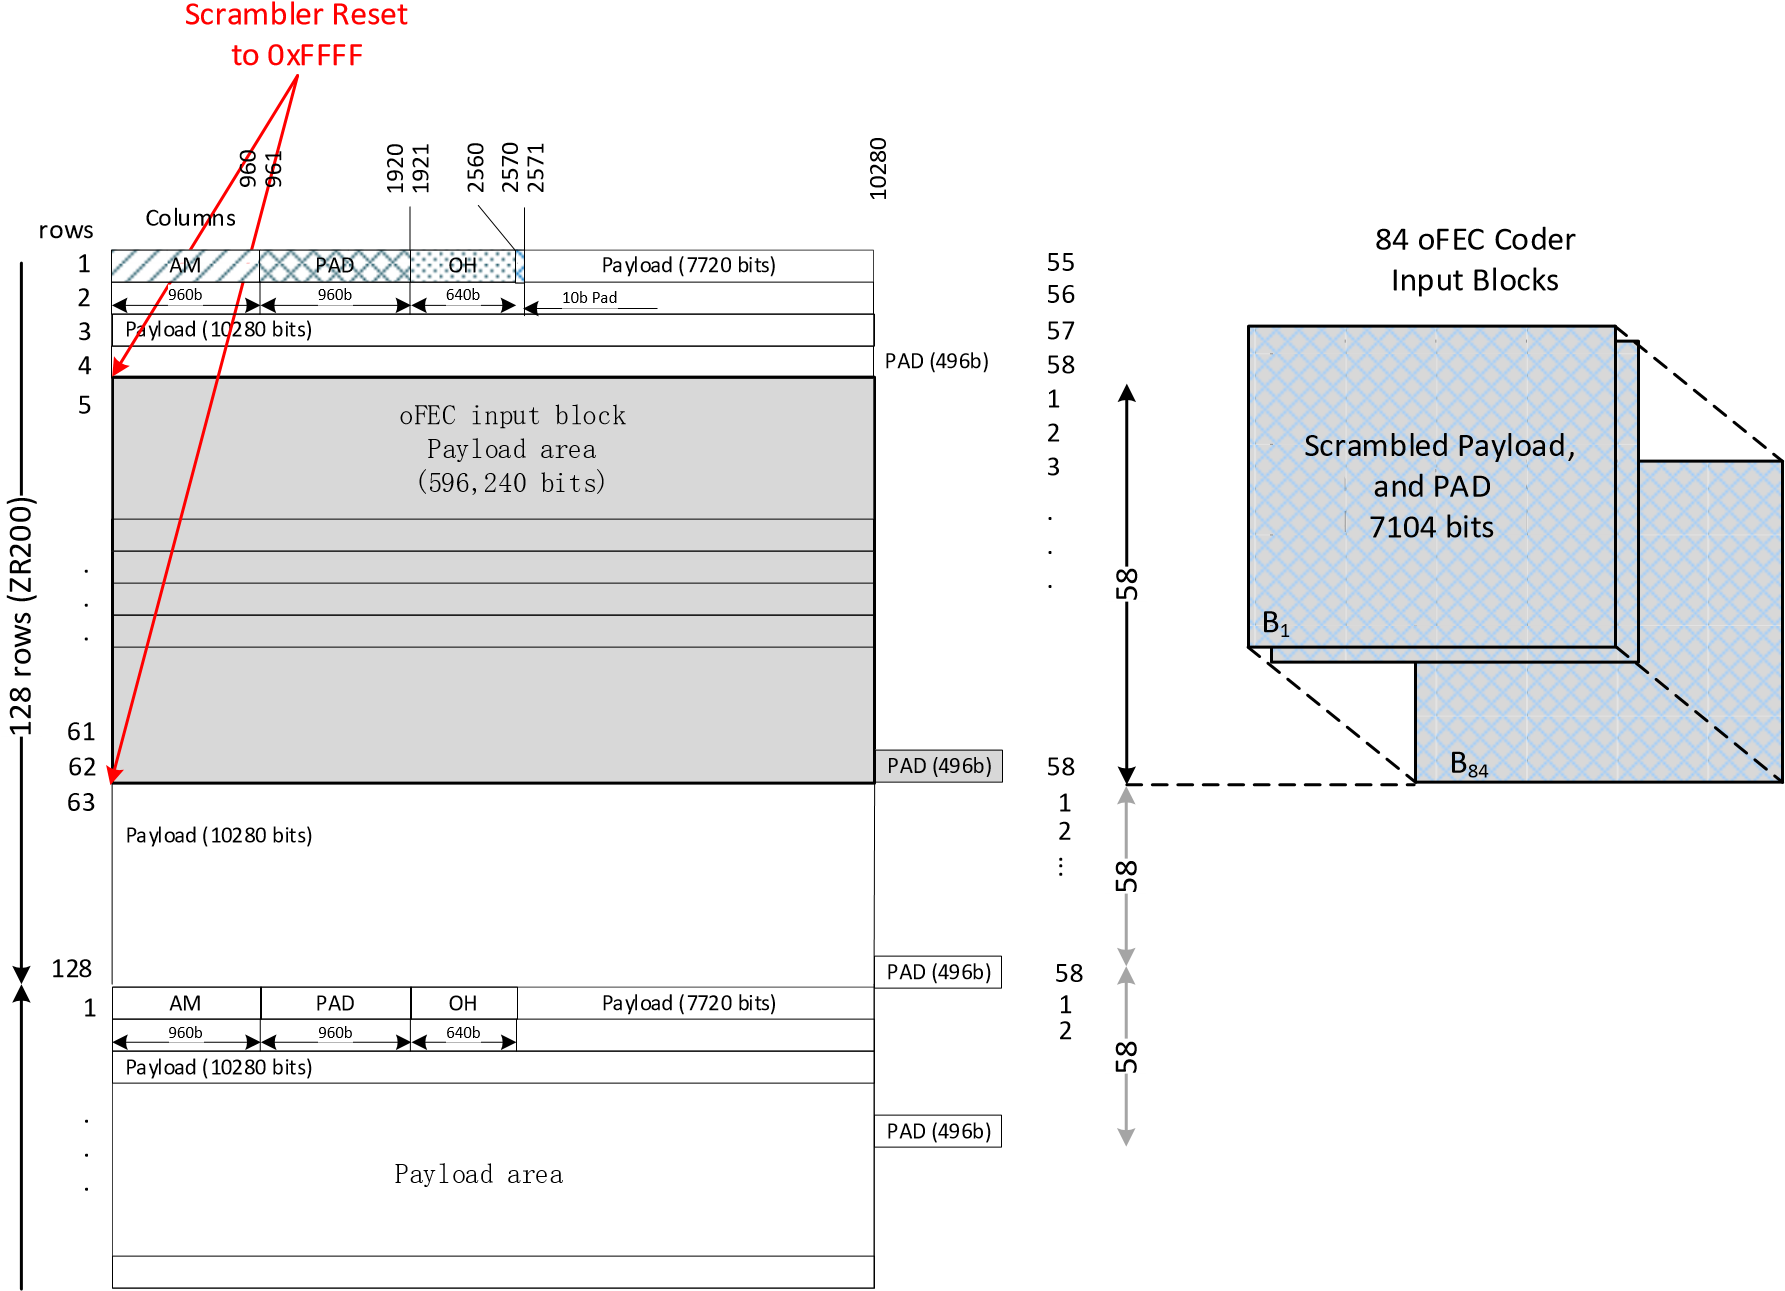 Scrambler Reset
to 0xFFFF
960
961
1920
1921
2560
2570
2571
10280
Columns
rows
1
AM
PAD
OH
Payload (7720 bits)
55
2
960b
960b
640b
10b Pad
56
3
Payload (10280 bits)
57
4
PAD (496b)
58
5
oFEC input block
Payload area
(596,240 bits)
1
2
3
.
.
.
.
.
.
61
62
PAD (496b)
58
63
1
Payload (10280 bits)
2
...
128
PAD (496b)
58
1
AM
PAD
OH
Payload (7720 bits)
1
960b
960b
640b
2
Payload (10280 bits)
.
.
.
PAD (496b)
Payload area
128 rows (ZR200)
58
58
58
84 oFEC Coder
Input Blocks
Scrambled Payload,
and PAD
7104 bits
B1
B84